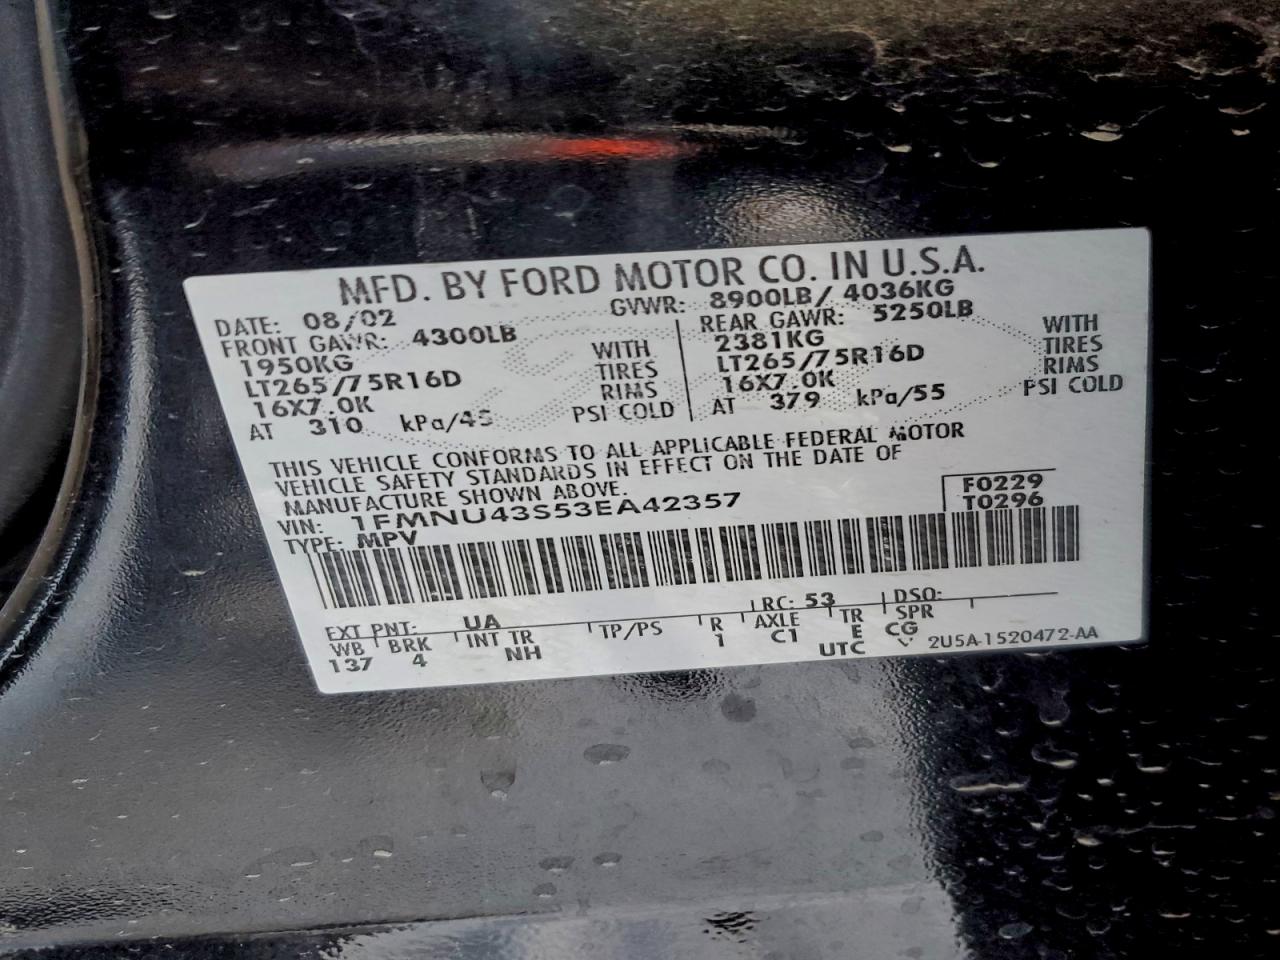 MFD. BY FORD MOTOR CO. IN U.S.A.
DATE: 08/02 GVWR: 8900LB/ 4036KG
FRONT GAWR: 4300LB REAR GAWR: 5250LB
1950KG WITH 2381KG WITH
LT265/75R16D TIRES LT265/75R16D TIRES
16X7.0K RIMS 16X7.0K RIMS
AT 310 kPa/45 PSI COLD AT 379 kPa/55 PSI COLD
THIS VEHICLE CONFORMS TO ALL APPLICABLE FEDERAL MOTOR
VEHICLE SAFETY STANDARDS IN EFFECT ON THE DATE OF
MANUFACTURE SHOWN ABOVE.
VIN: 1FMNU43S53EA42357 F0229
TYPE: MPV T0296
EXT PNT: UA RC: 53 DSO:
WB BRK INT TR TP/PS R AXLE TR SPR
137 4 NH 1 C1 E CG
UTC V 2U5A-1520472-AA